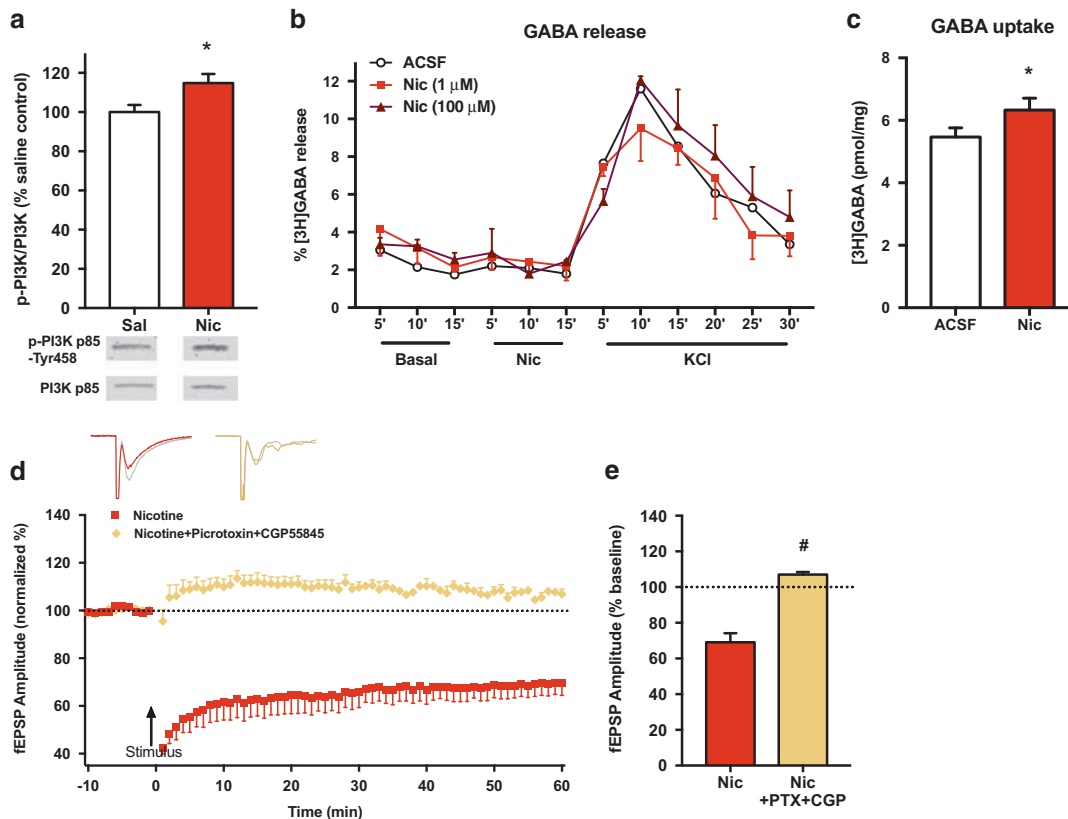 a
*
p-PI3K/PI3K (% saline control)
120
100
80
60
40
20
0
Sal Nic
p-PI3K p85
-Tyr458
PI3K p85
b
GABA release
ACSF
Nic (1 μM)
Nic (100 μM)
% [3H]GABA release
12
10
8
6
4
2
0
5' 10' 15' 5' 10' 15' 5' 10' 15' 20' 25' 30'
Basal Nic KCl
c
GABA uptake
*
[3H]GABA (pmol/mg)
8
6
4
2
0
ACSF Nic
d
Nicotine
Nicotine+Picrotoxin+CGP55845
fEPSP Amplitude (normalized %)
140
120
100
80
60
40
Stimulus
-10 0 10 20 30 40 50 60
Time (min)
e
#
fEPSP Amplitude (% baseline)
140
120
100
80
60
40
20
0
Nic Nic
+PTX+CGP